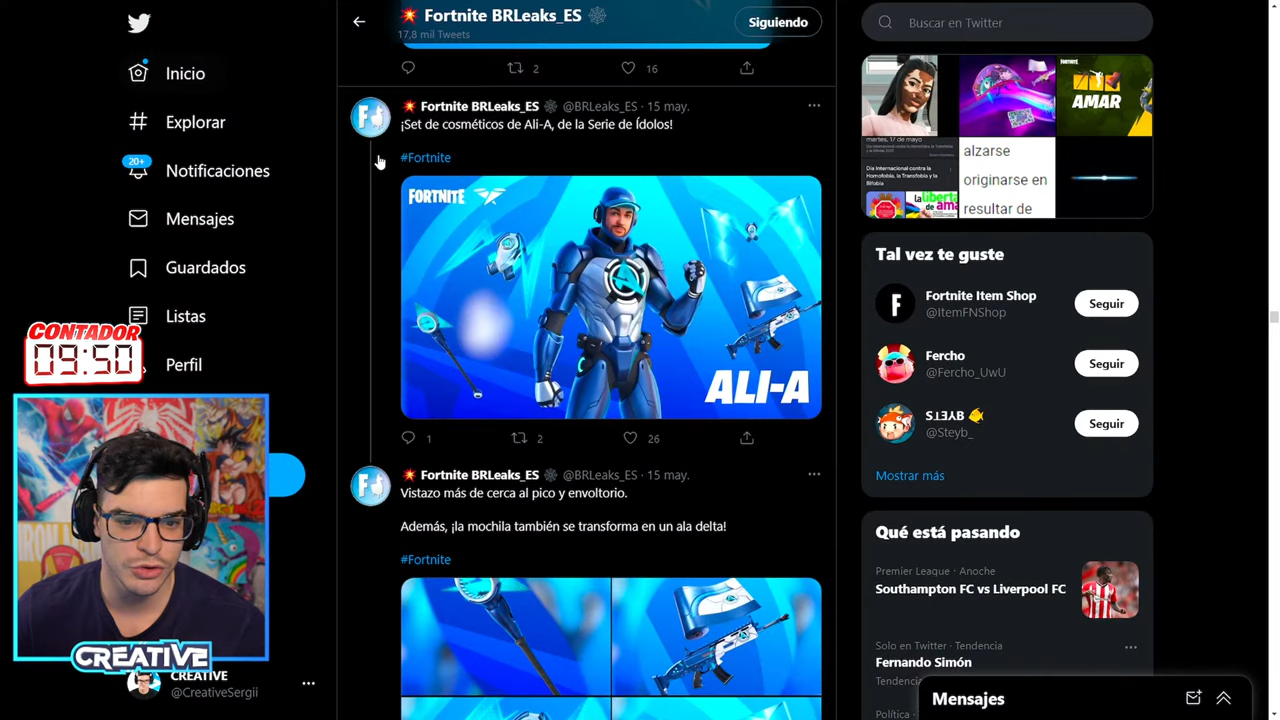 💥 Fortnite BRLeaks_ES ❄️
17,8 mil Tweets
Siguiendo
Buscar en Twitter
2
16
Inicio
Explorar
20+
Notificaciones
Mensajes
Guardados
Listas
Perfil
CONTADOR
09:50
💥 Fortnite BRLeaks_ES ❄️ @BRLeaks_ES · 15 may.
¡Set de cosméticos de Ali-A, de la Serie de Ídolos!
#Fortnite
FORTNITE
ALI-A
1
2
26
💥 Fortnite BRLeaks_ES ❄️ @BRLeaks_ES · 15 may.
Vistazo más de cerca al pico y envoltorio.
Además, ¡la mochila también se transforma en un ala delta!
#Fortnite
CREATIVE
CREATIVE
@CreativeSergii
AMAR
martes, 17 de mayo
alzarse
originarse en
resultar de
Tal vez te guste
Fortnite Item Shop
@ItemFNShop
Seguir
Fercho
@Fercho_UwU
Seguir
@Steyb_
Seguir
Mostrar más
Qué está pasando
Premier League · Anoche
Southampton FC vs Liverpool FC
Solo en Twitter · Tendencia
Fernando Simón
Política
Mensajes